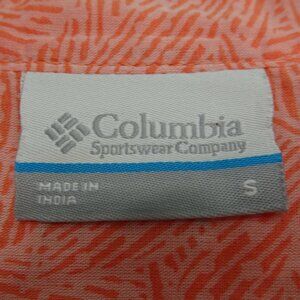 Columbia
Sportswear Company
MADE IN
INDIA
S